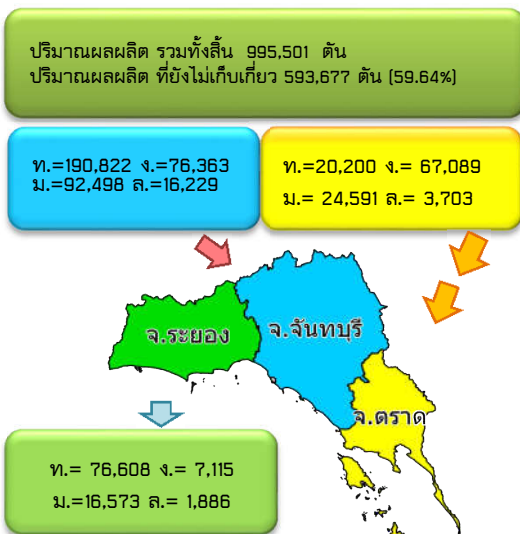 ปริมาณผลผลิต รวมทั้งสิ้น 995,501 ตัน
ปริมาณผลผลิต ที่ยังไม่เก็บเกี่ยว 593,677 ตัน (59.64%)
ท.=190,822 ง.=76,363
ม.=92,498 ล.=16,229
ท.=20,200 ง.= 67,089
ม.= 24,591 ล.= 3,703
จ.ระยอง
จ.จันทบุรี
จ.ตราด
ท.= 76,608 ง.= 7,115
ม.=16,573 ล.= 1,886